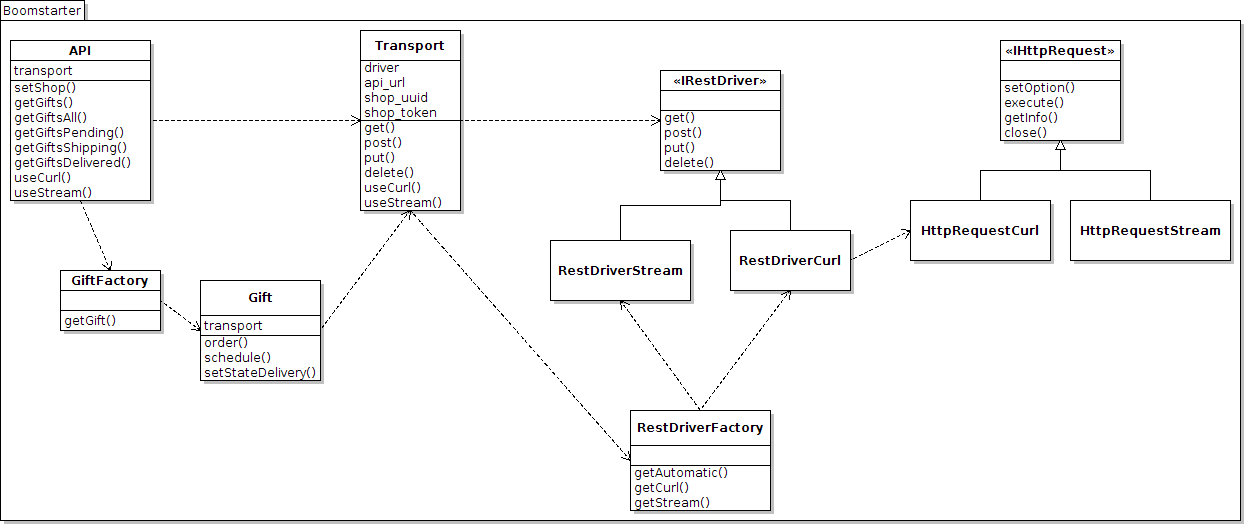 Boomstarter
API
transport
setShop()
getGifts()
getGiftsAll()
getGiftsPending()
getGiftsShipping()
getGiftsDelivered()
useCurl()
useStream()
Transport
driver
api_url
shop_uuid
shop_token
get()
post()
put()
delete()
useCurl()
useStream()
«IRestDriver»
get()
post()
put()
delete()
«IHttpRequest»
setOption()
execute()
getInfo()
close()
HttpRequestCurl
HttpRequestStream
RestDriverStream
RestDriverCurl
GiftFactory
getGift()
Gift
transport
order()
schedule()
setStateDelivery()
RestDriverFactory
getAutomatic()
getCurl()
getStream()